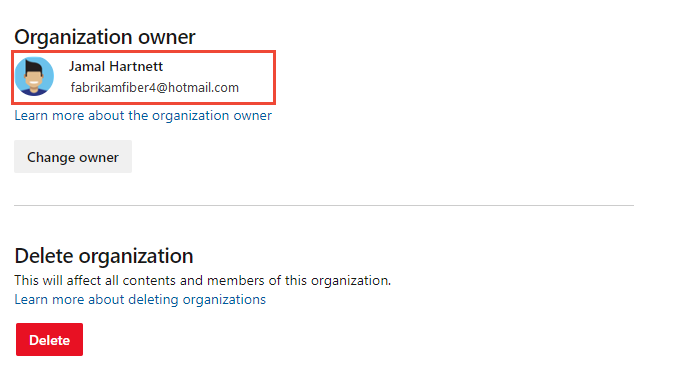 Organization owner
Jamal Hartnett
fabrikamfiber4@hotmail.com
Learn more about the organization owner
Change owner
Delete organization
This will affect all contents and members of this organization.
Learn more about deleting organizations
Delete